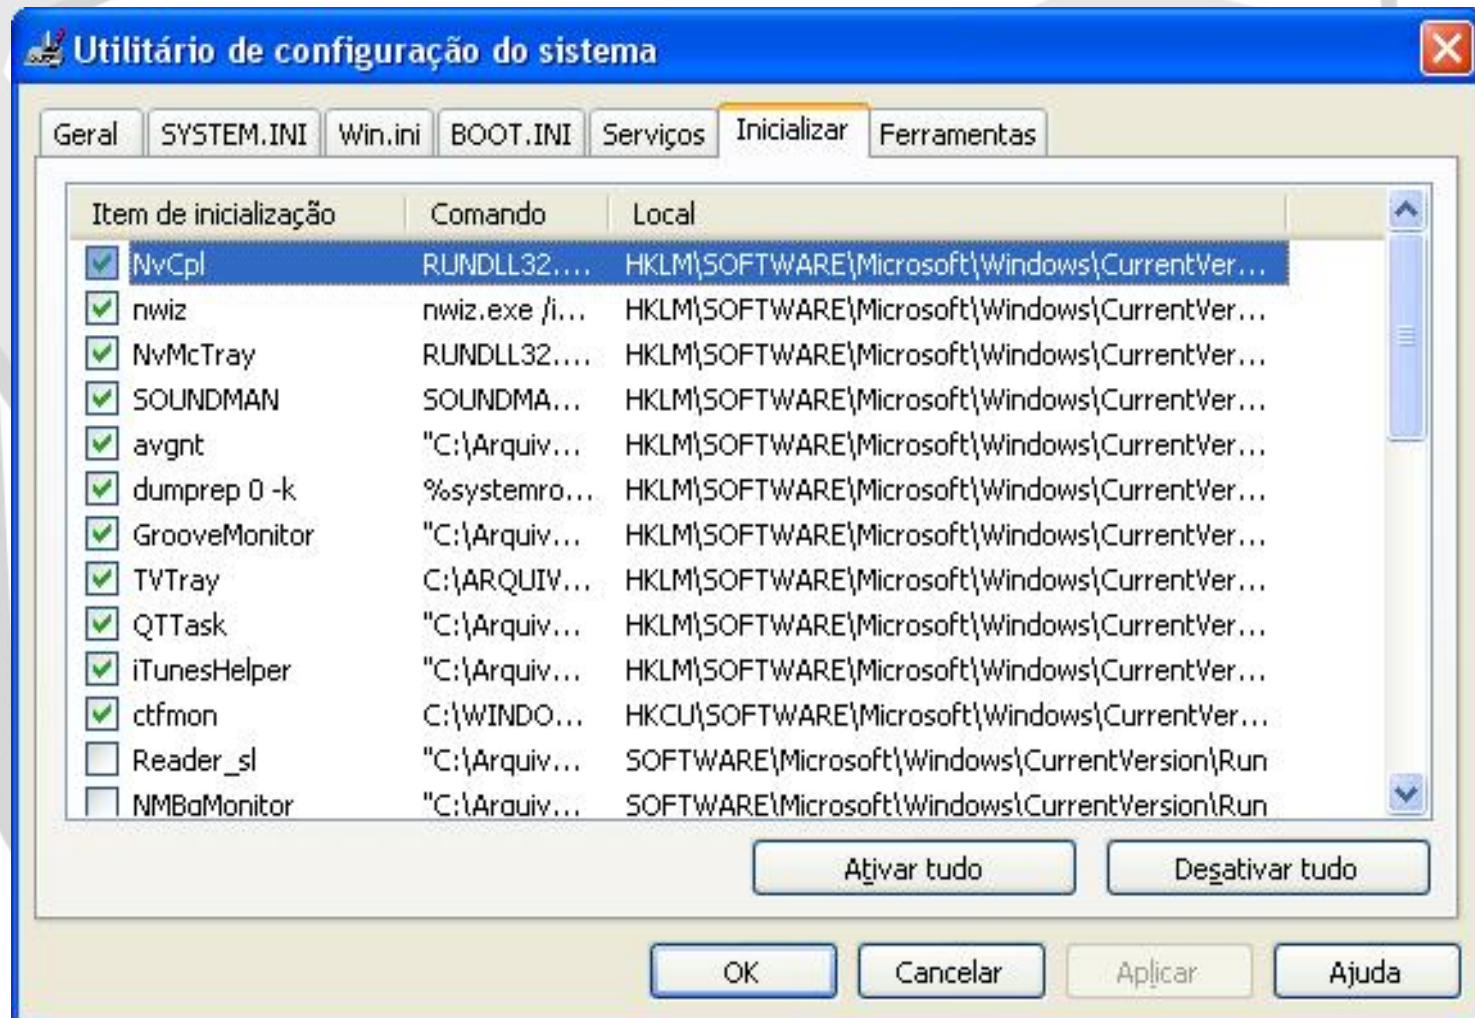 Utilitário de configuração do sistema
Geral SYSTEM.INI Win.ini BOOT.INI Serviços Inicializar Ferramentas
Item de inicialização Comando Local
NvCpl RUNDLL32.... HKLM\SOFTWARE\Microsoft\Windows\CurrentVer...
nwiz nwiz.exe /i... HKLM\SOFTWARE\Microsoft\Windows\CurrentVer...
NvMcTray RUNDLL32.... HKLM\SOFTWARE\Microsoft\Windows\CurrentVer...
SOUNDMAN SOUNDMA... HKLM\SOFTWARE\Microsoft\Windows\CurrentVer...
avgnt "C:\Arquiv... HKLM\SOFTWARE\Microsoft\Windows\CurrentVer...
dumprep 0 -k %systemro... HKLM\SOFTWARE\Microsoft\Windows\CurrentVer...
GrooveMonitor "C:\Arquiv... HKLM\SOFTWARE\Microsoft\Windows\CurrentVer...
TVTray C:\ARQUIV... HKLM\SOFTWARE\Microsoft\Windows\CurrentVer...
QTTask "C:\Arquiv... HKLM\SOFTWARE\Microsoft\Windows\CurrentVer...
iTunesHelper "C:\Arquiv... HKLM\SOFTWARE\Microsoft\Windows\CurrentVer...
ctfmon C:\WINDO... HKCU\SOFTWARE\Microsoft\Windows\CurrentVer...
Reader_sl "C:\Arquiv... SOFTWARE\Microsoft\Windows\CurrentVersion\Run
NMBgMonitor "C:\Arquiv... SOFTWARE\Microsoft\Windows\CurrentVersion\Run
Ativar tudo Desativar tudo
OK Cancelar Aplicar Ajuda